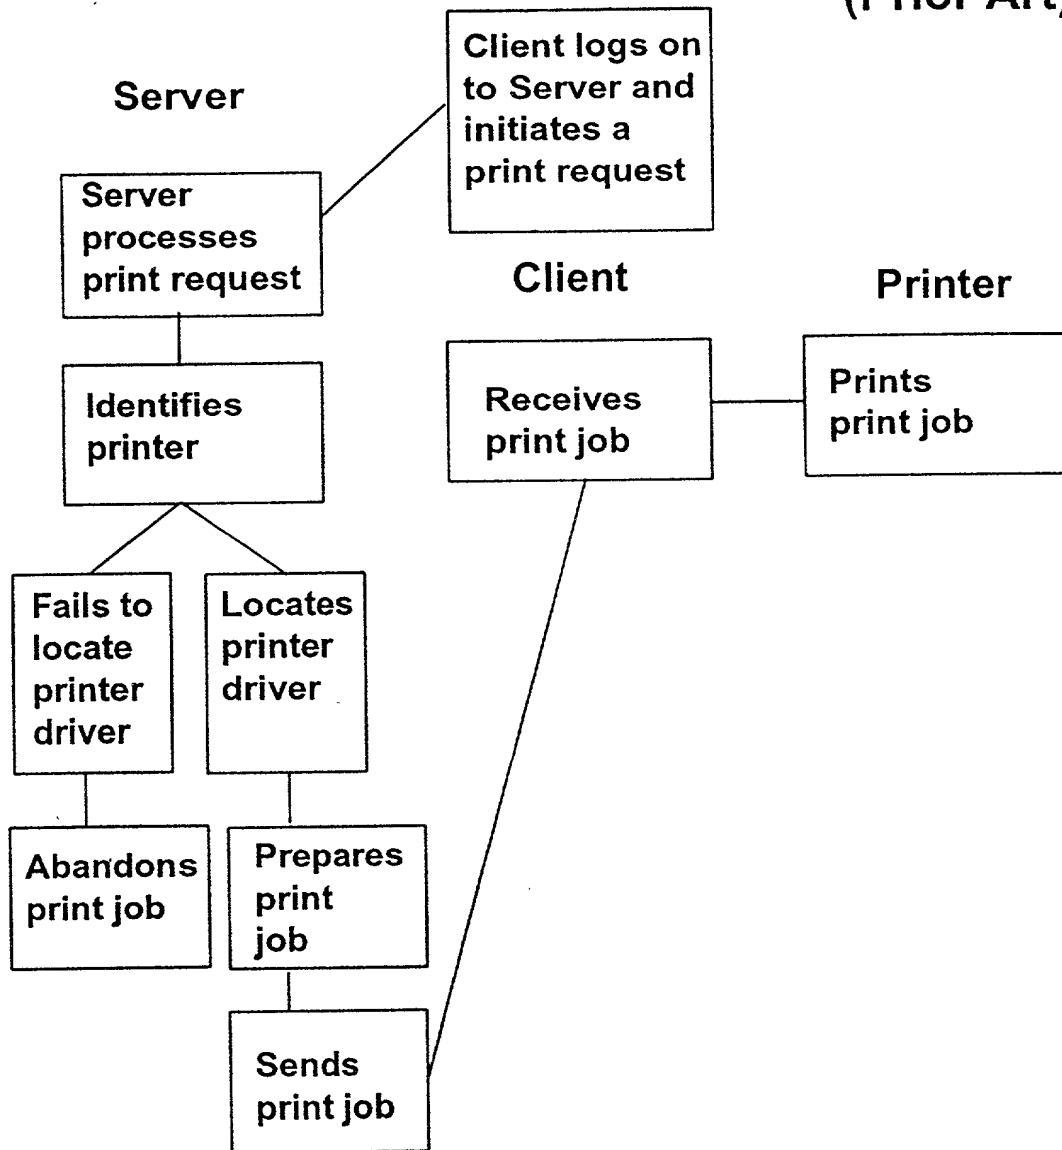 (Prior Art)
Server
Client logs on
to Server and
initiates a
print request
Server
processes
print request
Client
Printer
Identifies
printer
Receives
print job
Prints
print job
Fails to
locate
printer
driver
Locates
printer
driver
Abandons
print job
Prepares
print
job
Sends
print job